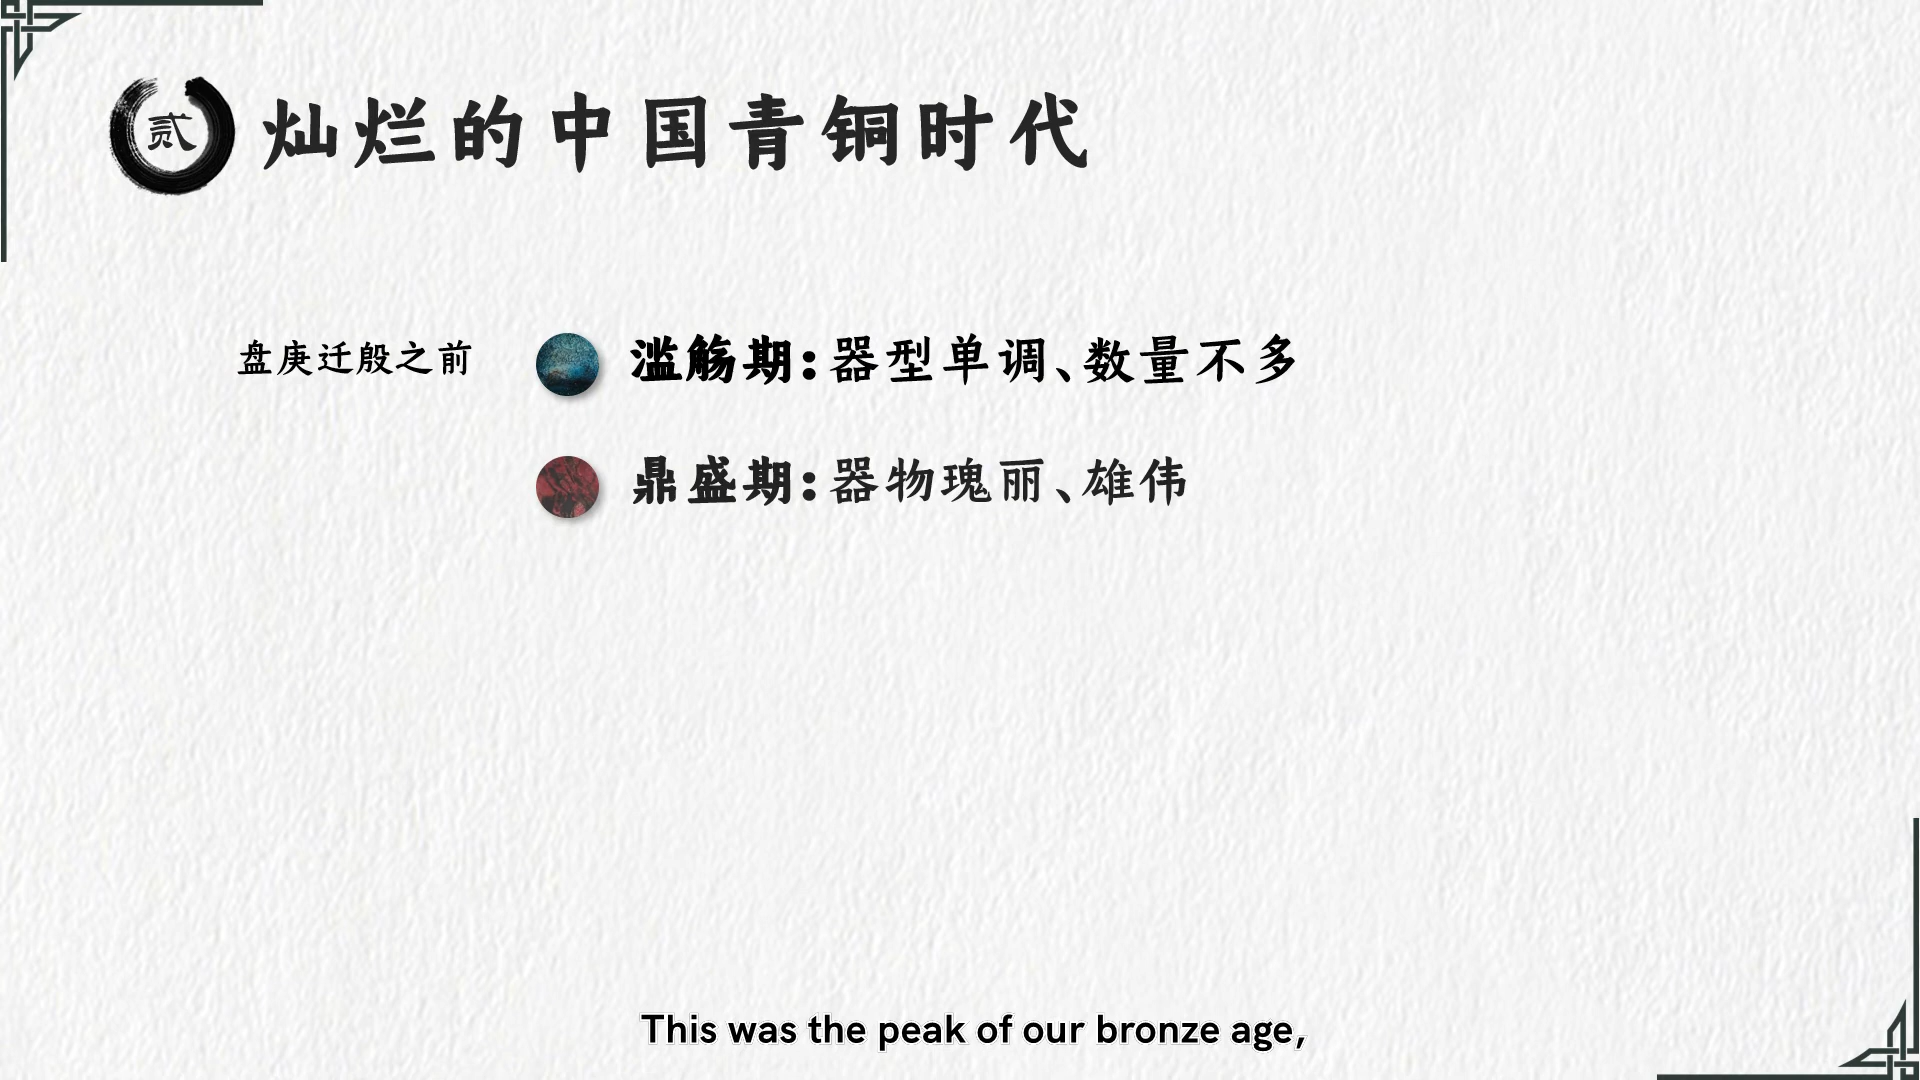 贰 灿烂的中国青铜时代
盘庚迁殷之前 滥觞期:器型单调、数量不多
鼎盛期:器物瑰丽、雄伟
This was the peak of our bronze age,